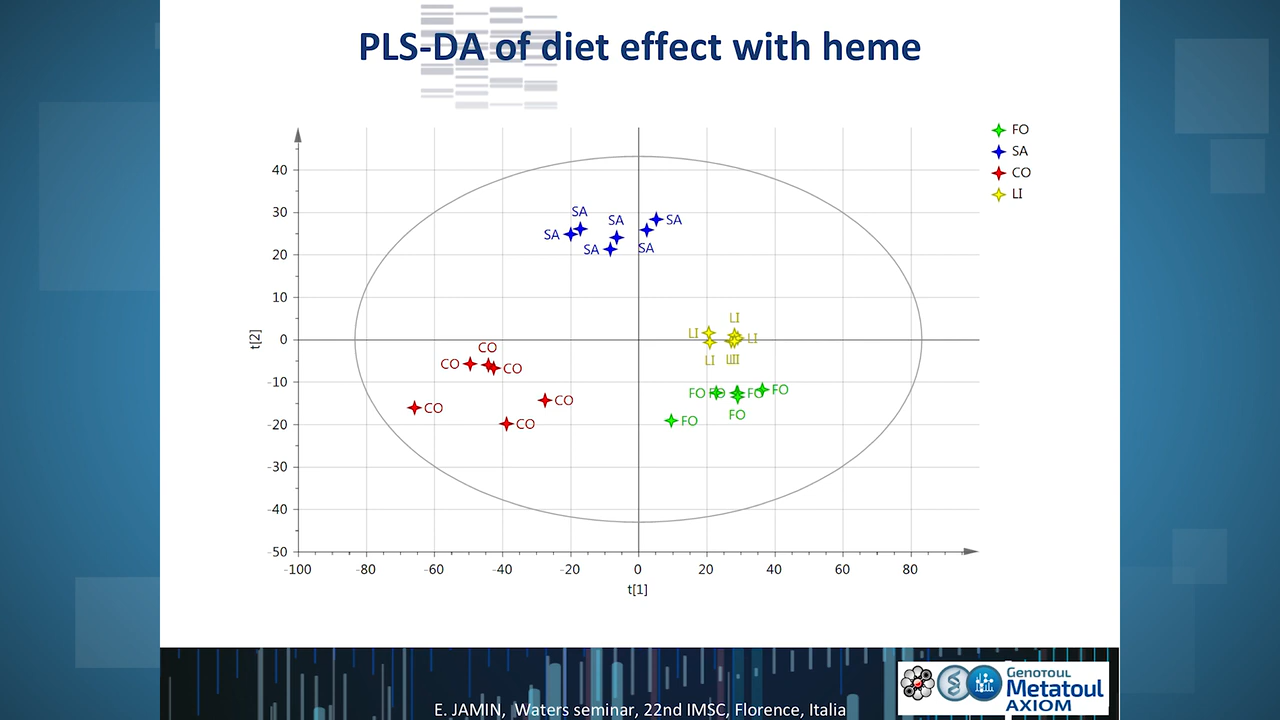 PLS-DA of diet effect with heme
FO
SA
CO
LI
40
30
20
10
0
-10
-20
-30
-40
-50
t[2]
SA
SA
SA
SA
SA
SA
LI
LI
LI
LI
CO
CO
CO
CO
CO
CO
FO
FO
FO
FO
FO
-100
-80
-60
-40
-20
0
20
40
60
80
t[1]
E. JAMIN, Waters seminar, 22nd IMSC, Florence, Italia
GENOTOUL
Metatoul
AXIOM